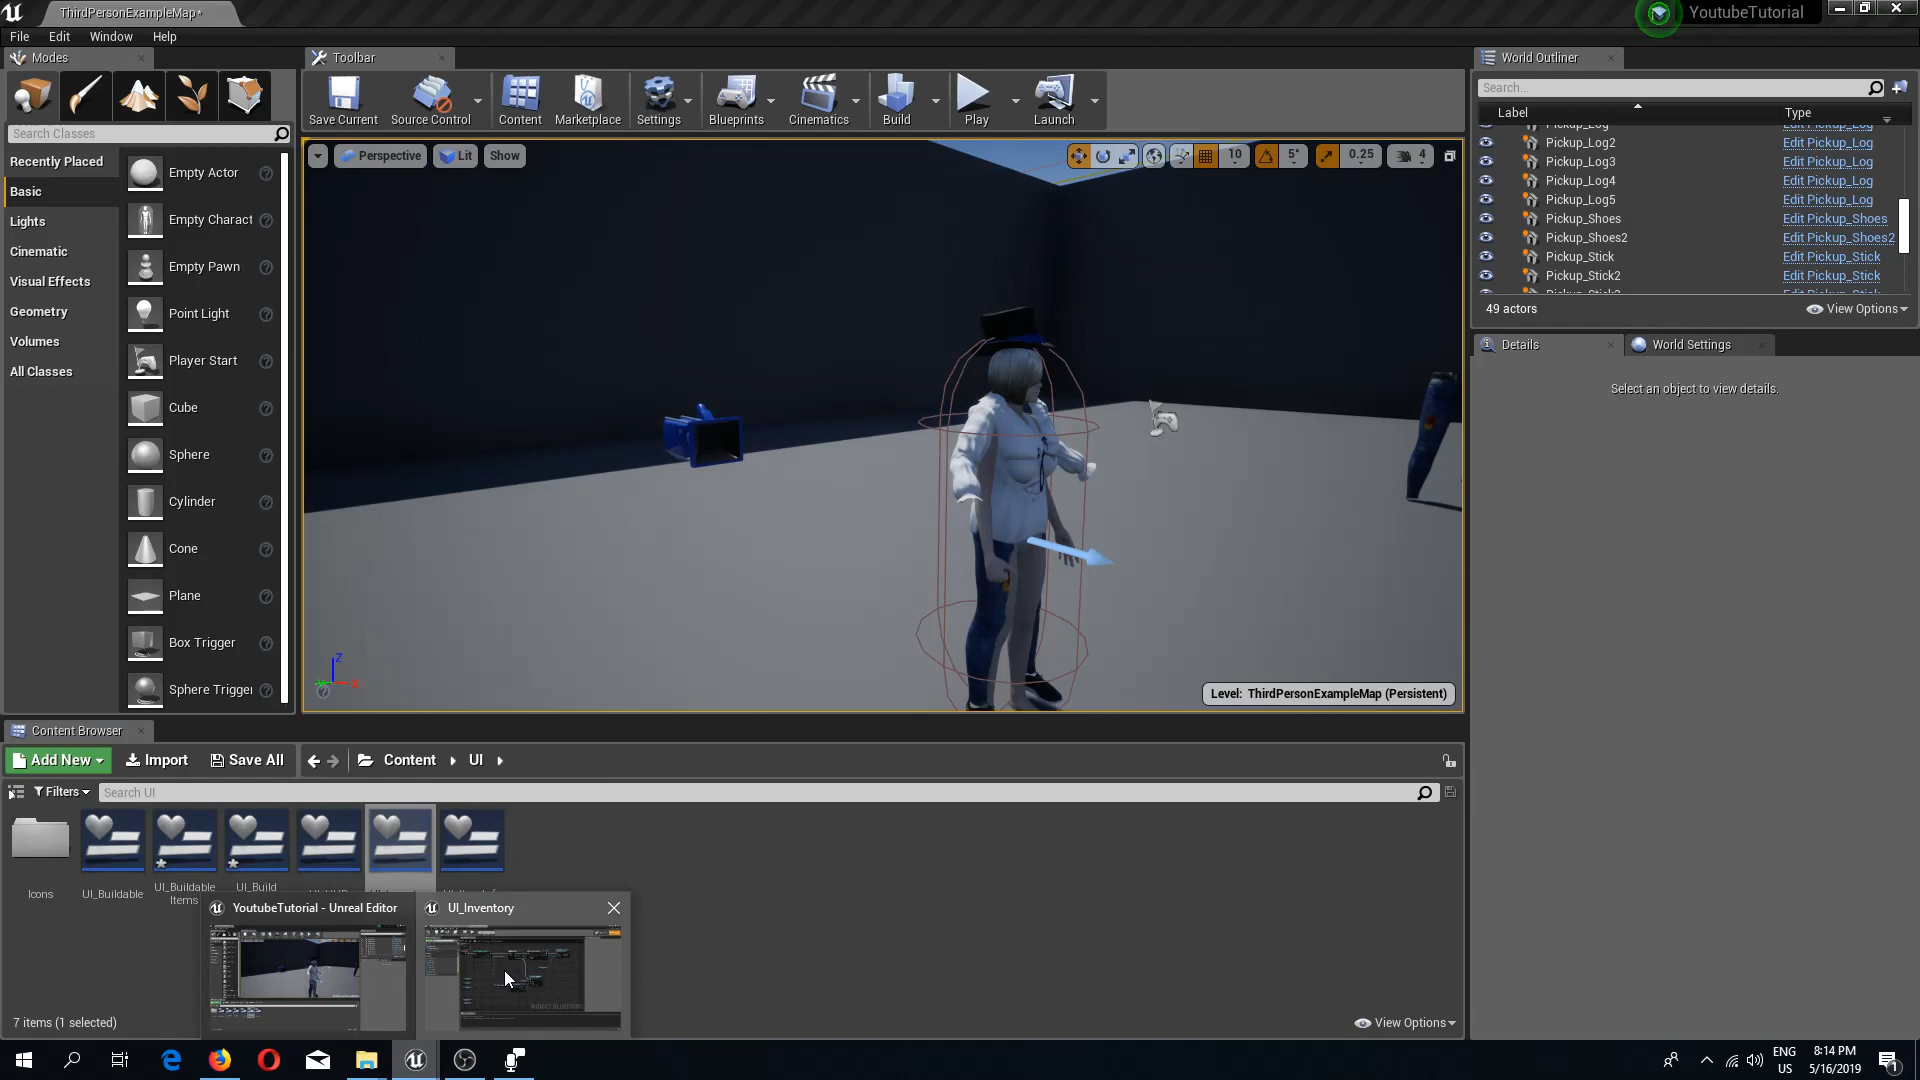 ThirdPersonExampleMap*
YoutubeTutorial
File Edit Window Help
Modes
Toolbar
World Outliner
Save Current
Source Control
Content
Marketplace
Settings
Blueprints
Cinematics
Build
Play
Launch
Search Classes
Recently Placed
Basic
Lights
Cinematic
Visual Effects
Geometry
Volumes
All Classes
Empty Actor
Empty Charact
Empty Pawn
Point Light
Player Start
Cube
Sphere
Cylinder
Cone
Plane
Box Trigger
Sphere Trigger
Perspective Lit Show
10 5° 0.25 4
Level: ThirdPersonExampleMap (Persistent)
Search...
Label Type
Pickup_Log Edit Pickup_Log
Pickup_Log2 Edit Pickup_Log
Pickup_Log3 Edit Pickup_Log
Pickup_Log4 Edit Pickup_Log
Pickup_Log5 Edit Pickup_Log
Pickup_Shoes Edit Pickup_Shoes
Pickup_Shoes2 Edit Pickup_Shoes2
Pickup_Stick Edit Pickup_Stick
Pickup_Stick2 Edit Pickup_Stick
49 actors View Options
Details World Settings
Select an object to view details.
Content Browser
Add New Import Save All Content UI
Filters Search UI
Icons
UI_Buildable
UI_Buildable
Items
UI_Build
YoutubeTutorial - Unreal Editor
UI_Inventory
7 items (1 selected)
View Options
ENG
US
8:14 PM
5/16/2019
1